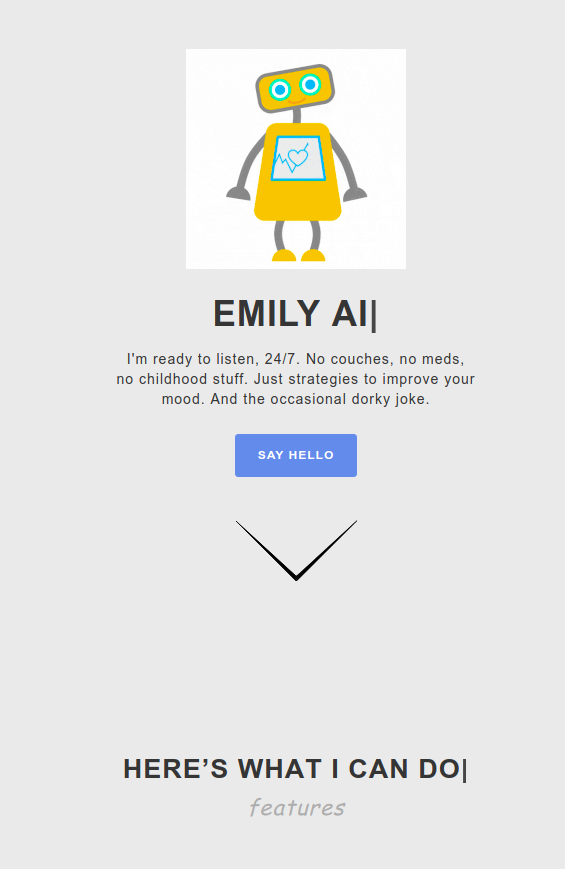 EMILY AI|
I'm ready to listen, 24/7. No couches, no meds,
no childhood stuff. Just strategies to improve your
mood. And the occasional dorky joke.
SAY HELLO
HERE’S WHAT I CAN DO|
features